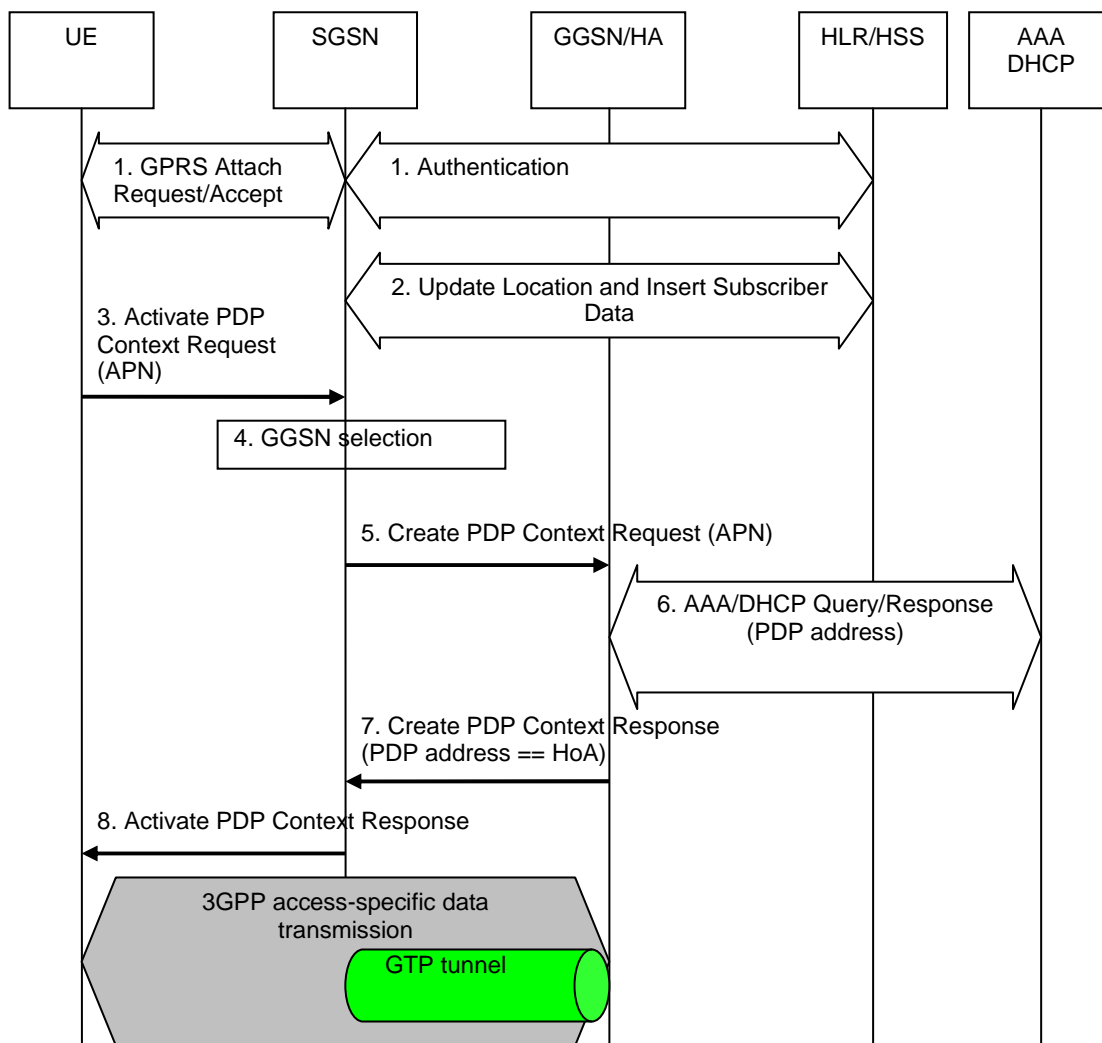 UE
SGSN
GGSN/HA
HLR/HSS
AAA
DHCP
1. GPRS Attach
Request/Accept
1. Authentication
2. Update Location and Insert Subscriber
Data
3. Activate PDP
Context Request
(APN)
4. GGSN selection
5. Create PDP Context Request (APN)
6. AAA/DHCP Query/Response
(PDP address)
7. Create PDP Context Response
(PDP address == HoA)
8. Activate PDP Context Response
3GPP access-specific data
transmission
GTP tunnel